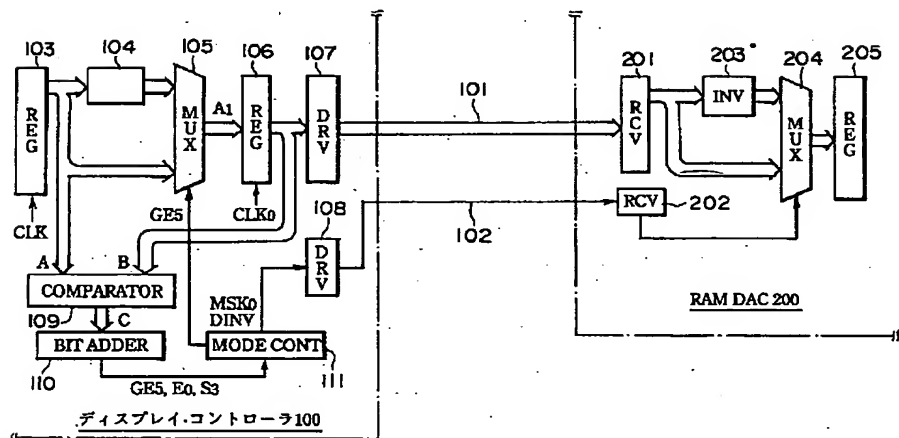 103
104
105
106
107
101
201
203
204
205
REG
MUX
A1
REG
DRV
RCV
INV
MUX
REG
CLK
GE5
CLK0
108
DRV
102
RCV
202
A
B
COMPARATOR
109
C
MSK0
DINV
RAM DAC 200
BIT ADDER
MODE CONT
110
GE5, E0, S3
111
ディスプレイ・コントローラ100